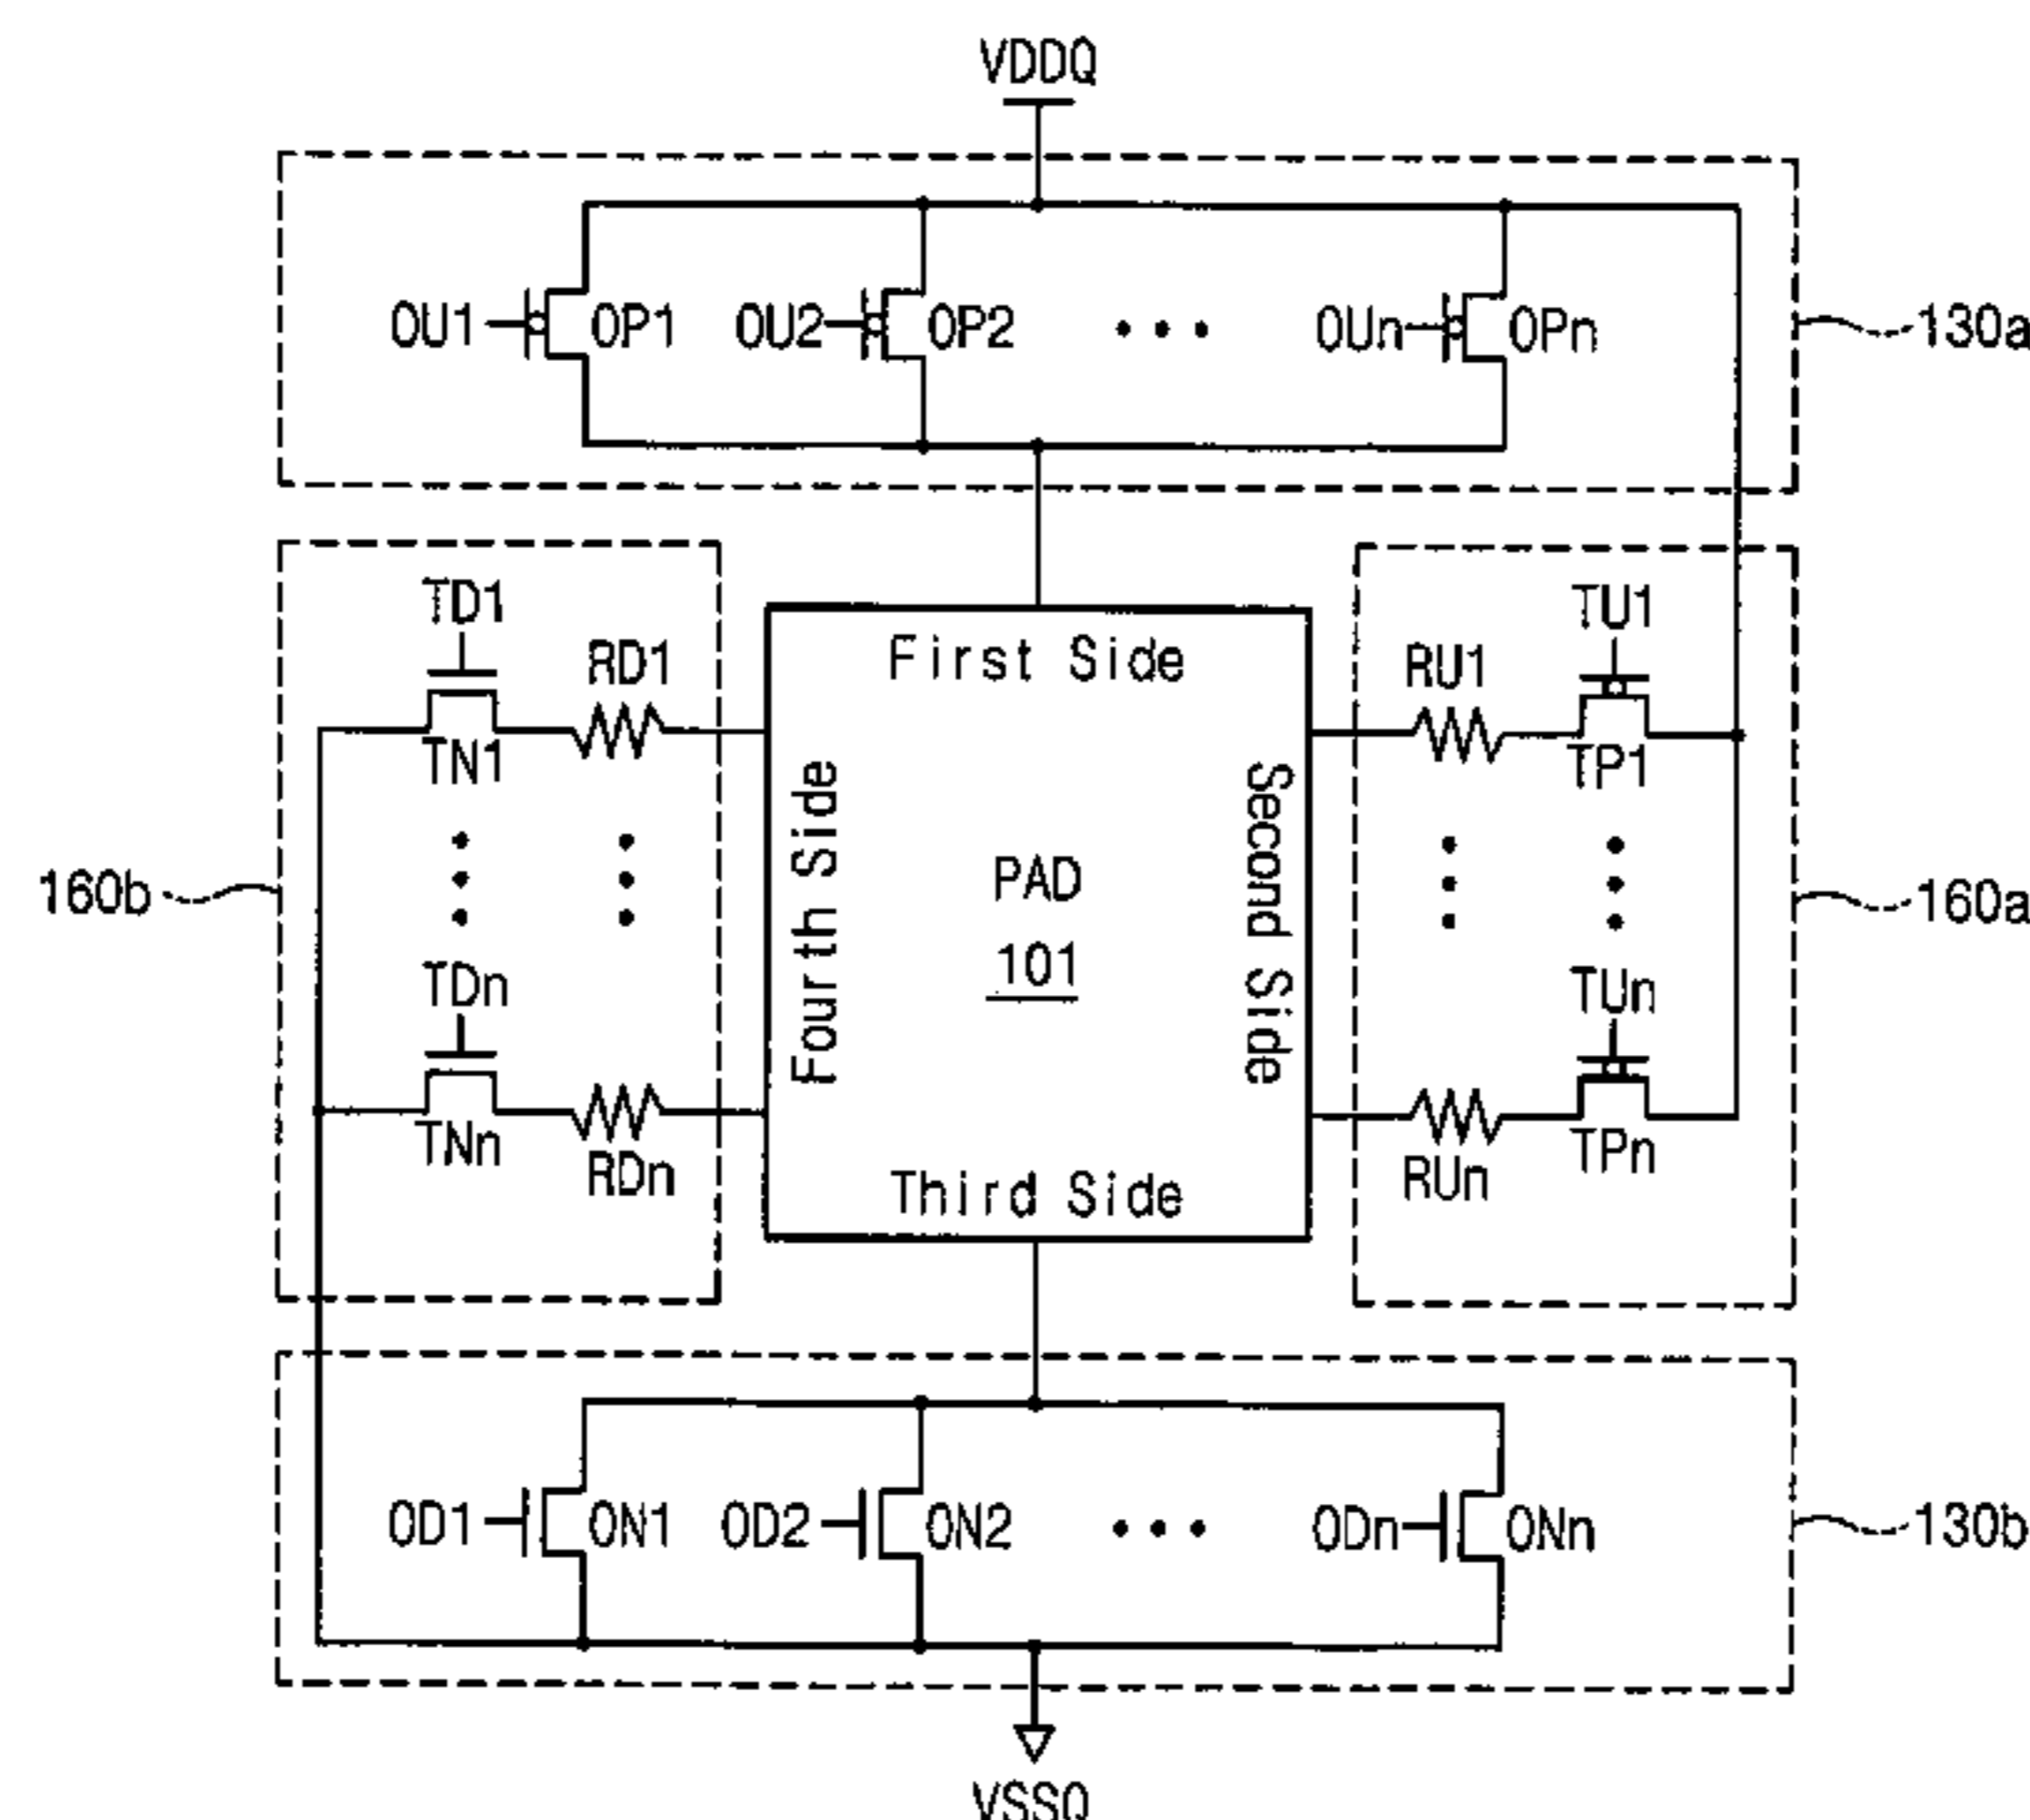 VDDQ
OU1 OP1 OU2 OP2 OUn OPn
130a
TD1 RD1
TN1
First Side
RU1 TU1
TP1
160b
Fourth Side
PAD
101
Second Side
160a
TDn
TNn
RDn
TUn
TPn
RUn
Third Side
OD1 ON1 OD2 ON2 ODn ONn
130b
VSSQ